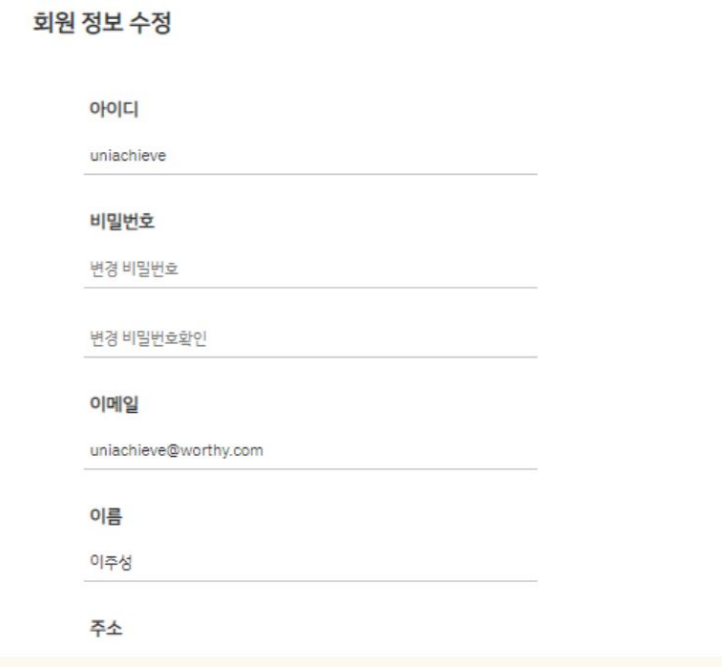 회원 정보 수정
아이디
uniachieve
비밀번호
변경 비밀번호
변경 비밀번호확인
이메일
uniachieve@worthy.com
이름
이주성
주소